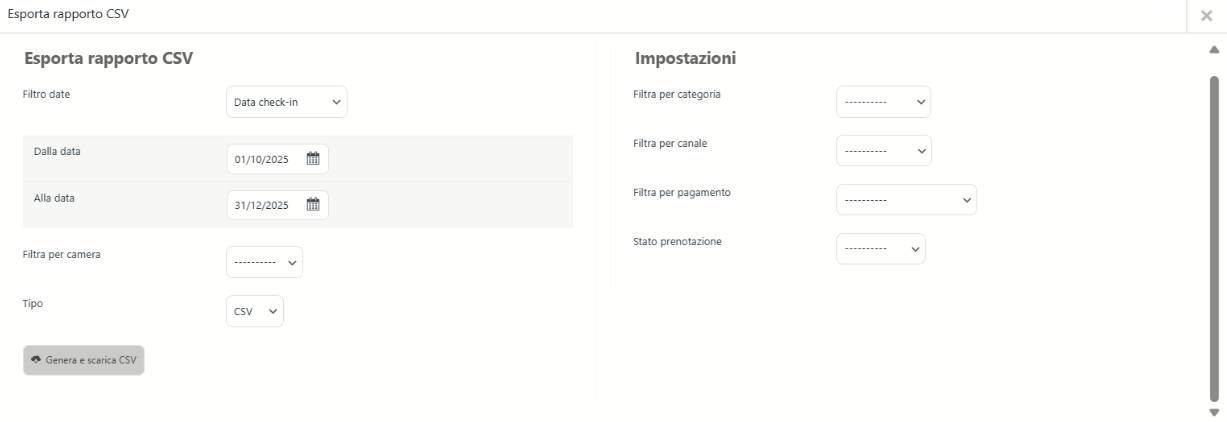 Esporta rapporto CSV
Esporta rapporto CSV
Filtro date
Data check-in
Dalla data
01/10/2025
Alla data
31/12/2025
Filtra per camera
----------
Tipo
CSV
Genera e scarica CSV
Impostazioni
Filtra per categoria
----------
Filtra per canale
----------
Filtra per pagamento
----------
Stato prenotazione
----------